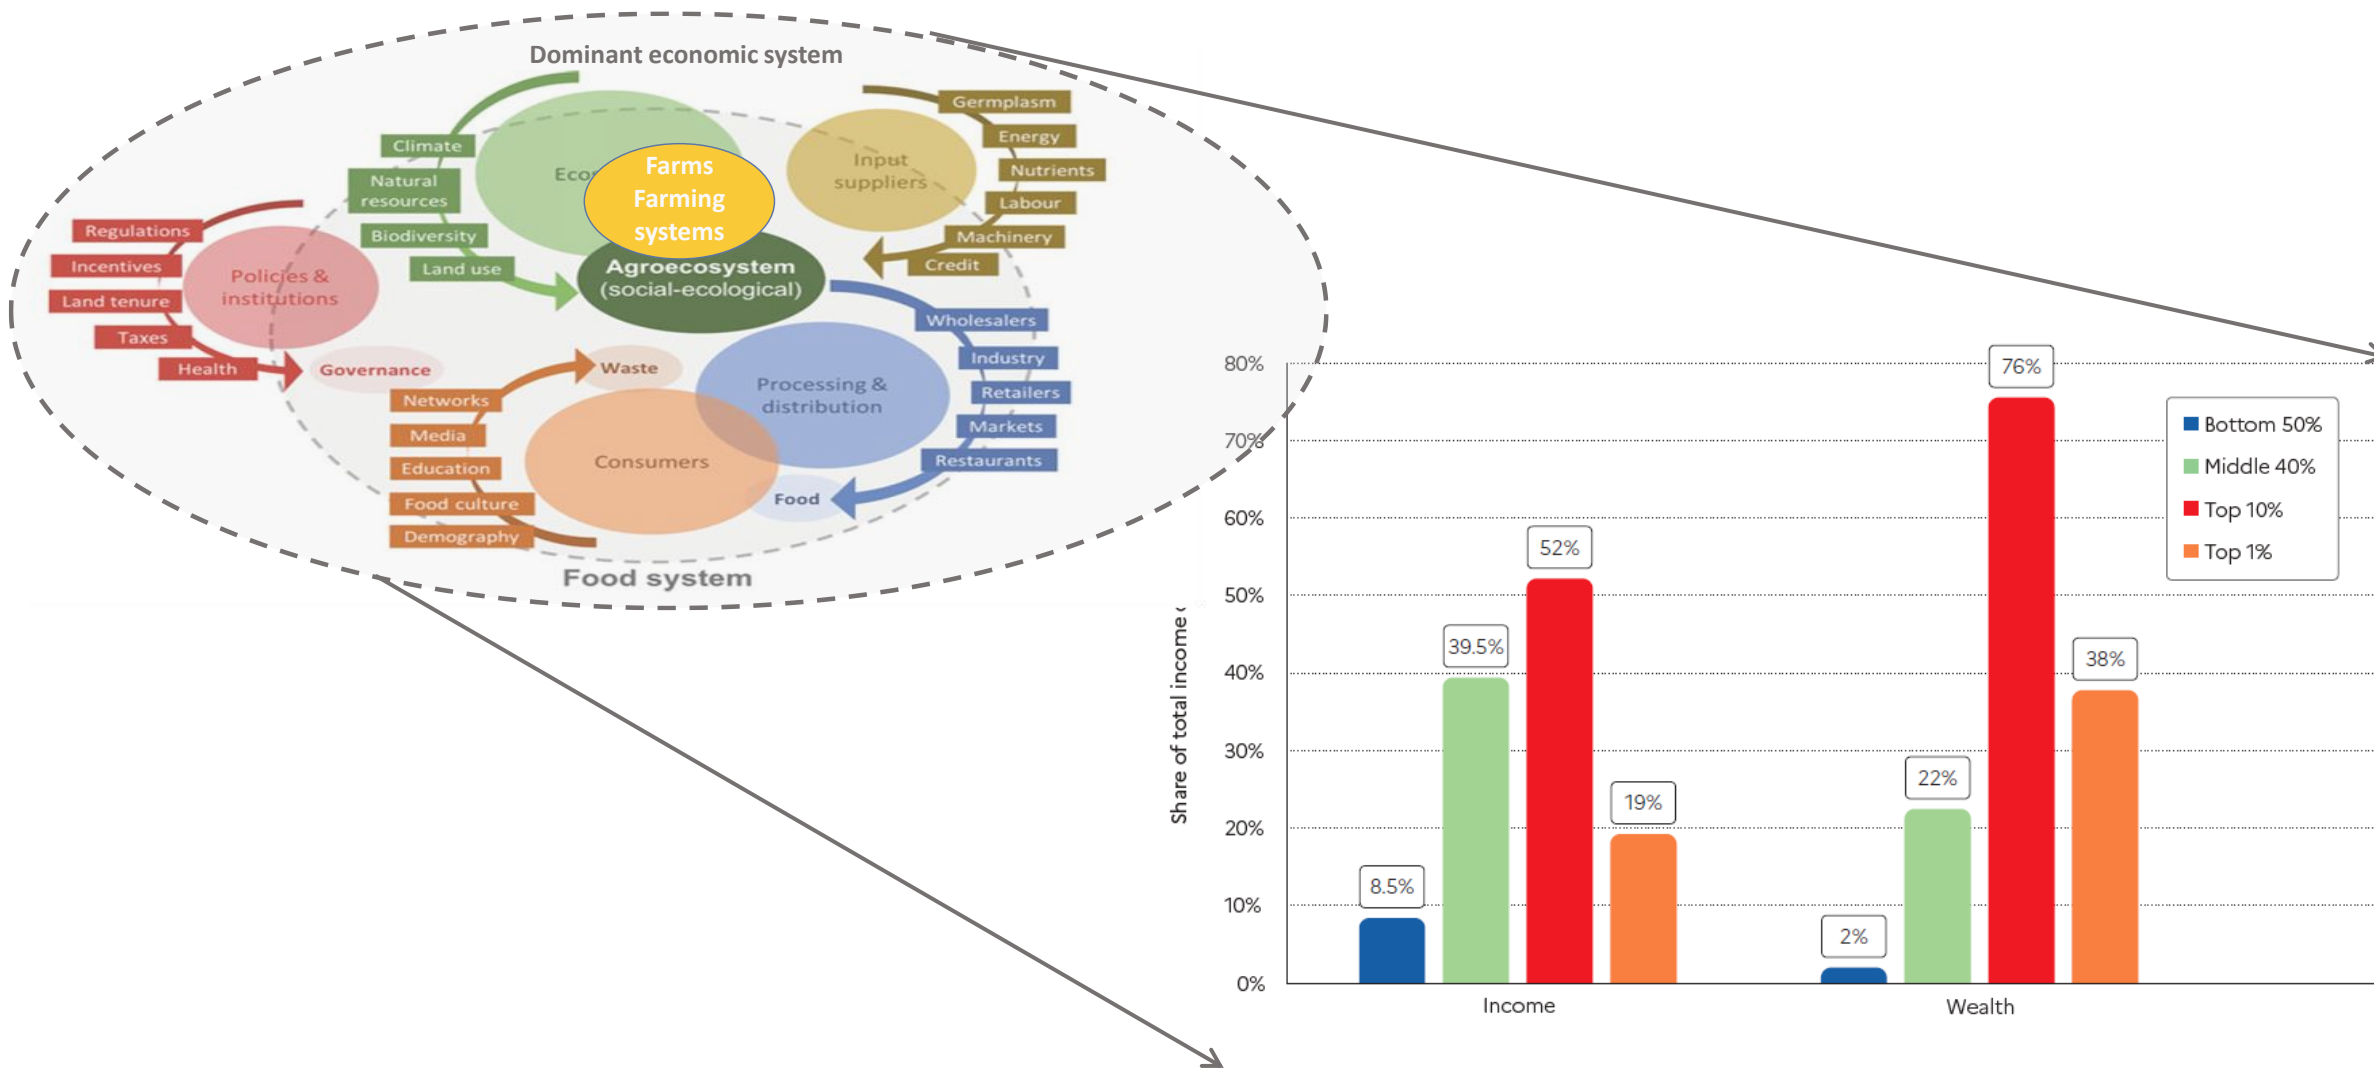 Dominant economic system
Climate
Natural
resources
Biodiversity
Land use
Farms
Farming
systems
Agroecosystem
(social-ecological)
Input
suppliers
Germplasm
Energy
Nutrients
Labour
Machinery
Credit
Regulations
Incentives
Land tenure
Taxes
Health
Policies &
institutions
Governance
Waste
Networks
Media
Education
Food culture
Demography
Consumers
Processing &
distribution
Food
Wholesalers
Industry
Retailers
Markets
Restaurants
Food system
Share of total income
80%
70%
60%
50%
40%
30%
20%
10%
0%
8.5%
39.5%
52%
19%
2%
22%
76%
38%
Income
Wealth
Bottom 50%
Middle 40%
Top 10%
Top 1%